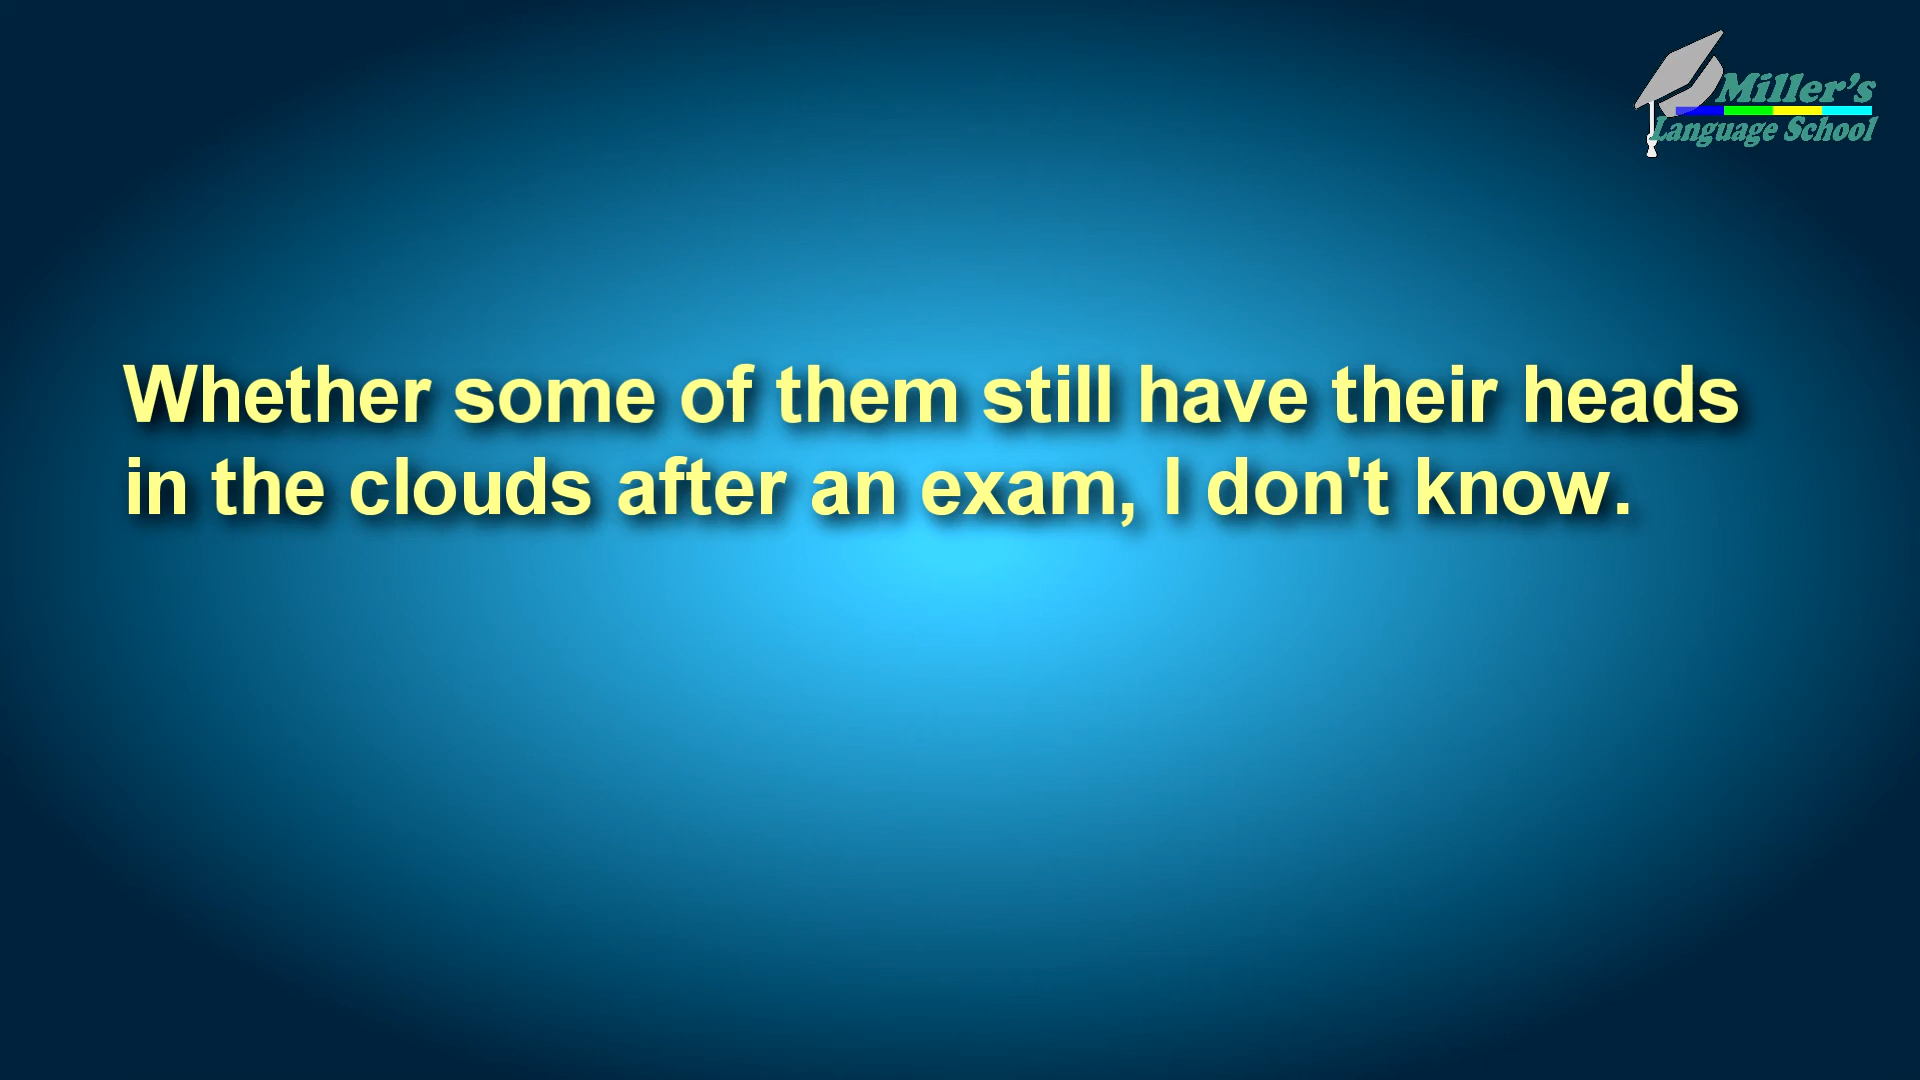 Miller's
Language School
Whether some of them still have their heads
in the clouds after an exam, I don't know.